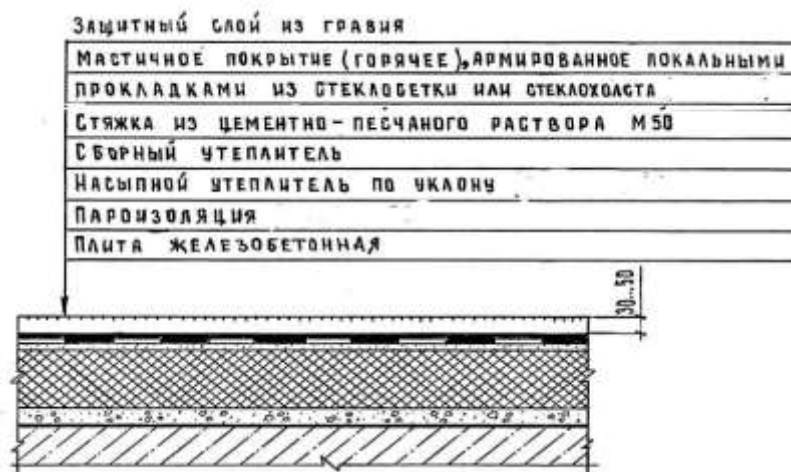 Защитный слой из гравия
Мастичное покрытие (горячее), армированное локальными
прокладками из стеклосетки или стеклохолста
Стяжка из цементно-песчаного раствора М50
Сборный утеплитель
Насыпной утеплитель по уклону
Пароизоляция
Плита железобетонная
30...50